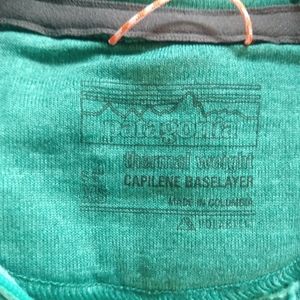 patagonia
thermal weight
CAPILENE BASELAYER
MADE IN COLOMBIA
POLARTEC